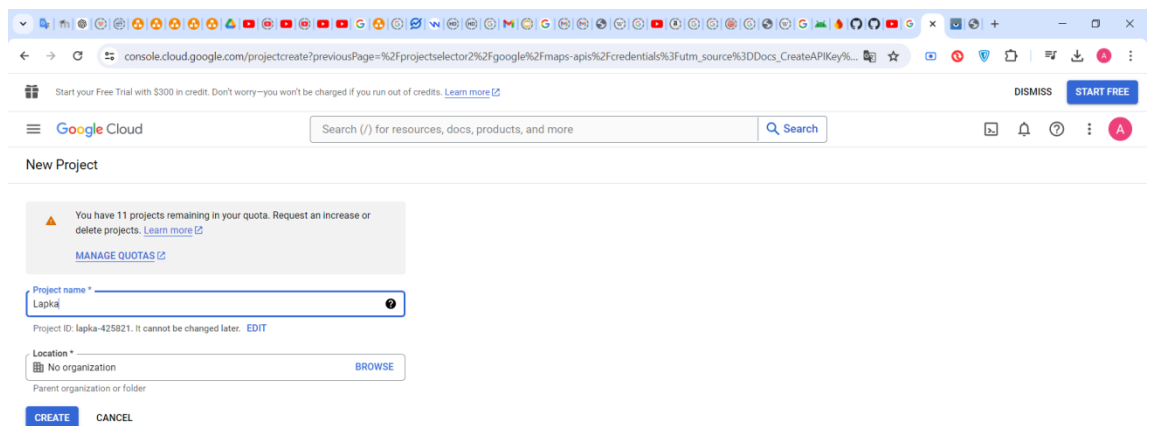 console.cloud.google.com/projectcreate?previousPage=%2Fprojectselector2%2Fgoogle%2Fmaps-apis%2Fcredentials%3Futm_source%3DDocs_CreateAPIKey%...
Start your Free Trial with $300 in credit. Don't worry—you won't be charged if you run out of credits. Learn more
DISMISS
START FREE
Google Cloud
Search (/) for resources, docs, products, and more
Search
A
New Project
You have 11 projects remaining in your quota. Request an increase or
delete projects. Learn more
MANAGE QUOTAS
Project name *
Lapka
Project ID: lapka-425821. It cannot be changed later. EDIT
Location *
No organization
BROWSE
Parent organization or folder
CREATE
CANCEL